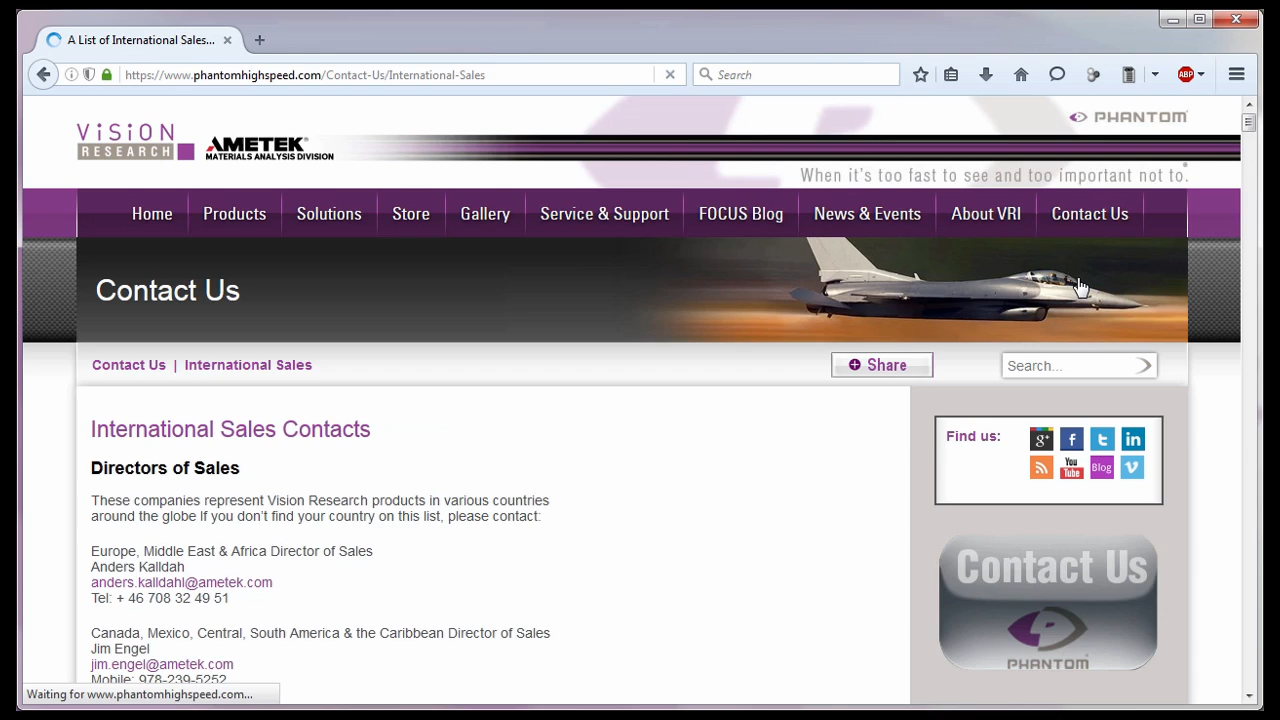 A List of International Sales...
https://www.phantomhighspeed.com/Contact-Us/International-Sales
Search
ABP
ViSiON
RESEARCH
AMETEK®
MATERIALS ANALYSIS DIVISION
PHANTOM
When it's too fast to see and too important not to.
Home
Products
Solutions
Store
Gallery
Service & Support
FOCUS Blog
News & Events
About VRI
Contact Us
Contact Us
Contact Us | International Sales
Share
Search...
International Sales Contacts
Directors of Sales
These companies represent Vision Research products in various countries
around the globe If you don't find your country on this list, please contact:
Europe, Middle East & Africa Director of Sales
Anders Kalldah
anders.kalldahl@ametek.com
Tel: + 46 708 32 49 51
Canada, Mexico, Central, South America & the Caribbean Director of Sales
Jim Engel
jim.engel@ametek.com
Mobile: 978-239-5252
Find us:
g+
f
t
in
You
Tube
Blog
v
Contact Us
PHANTOM
Waiting for www.phantomhighspeed.com...